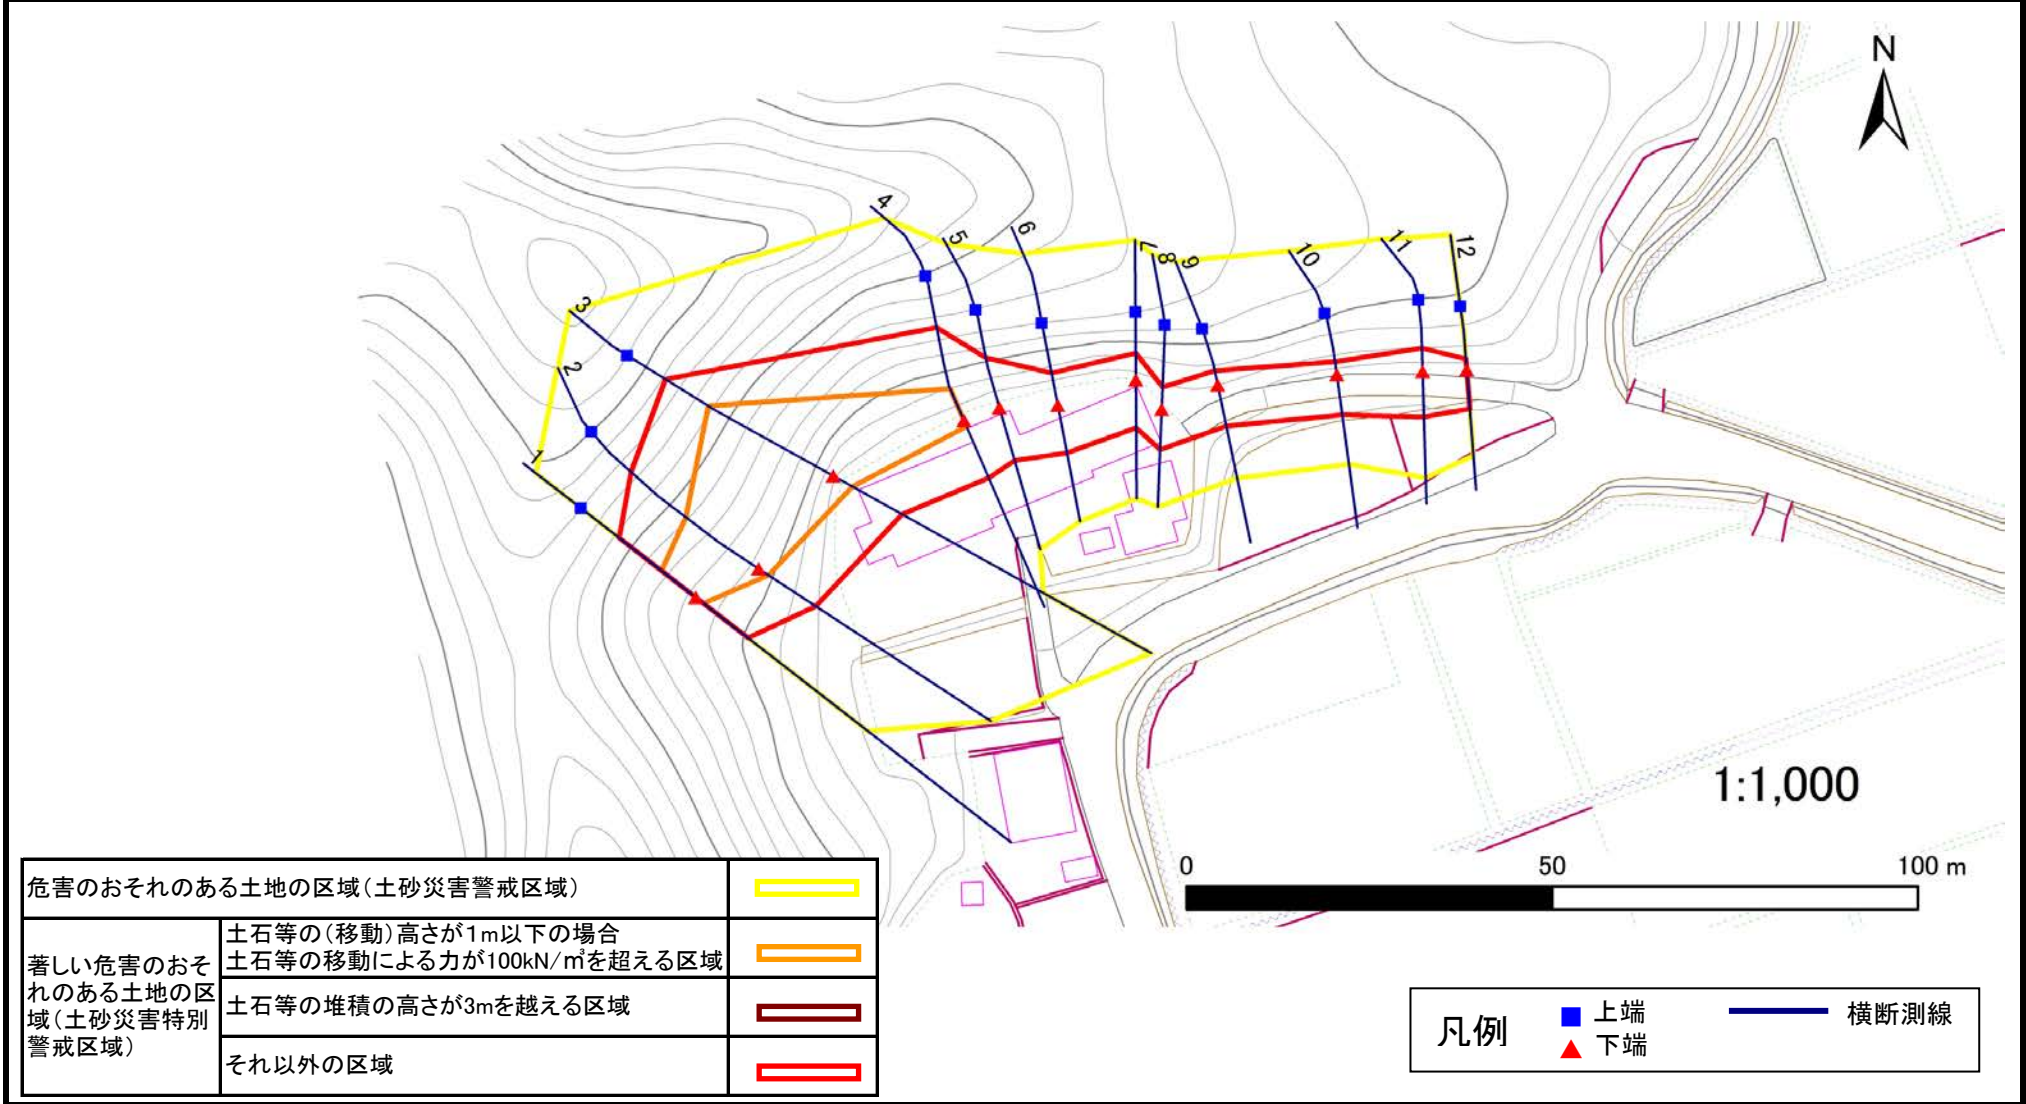 N
4
5
6
7
8
9
10
11
12
3
2
1
1:1,000
0 50 100 m
危害のおそれのある土地の区域(土砂災害警戒区域)
著しい危害のおそ
れのある土地の区
域(土砂災害特別
警戒区域)
土石等の(移動)高さが1m以下の場合
土石等の移動による力が100kN/㎡を超える区域
土石等の堆積の高さが3mを越える区域
それ以外の区域
凡例
上端
下端
横断測線